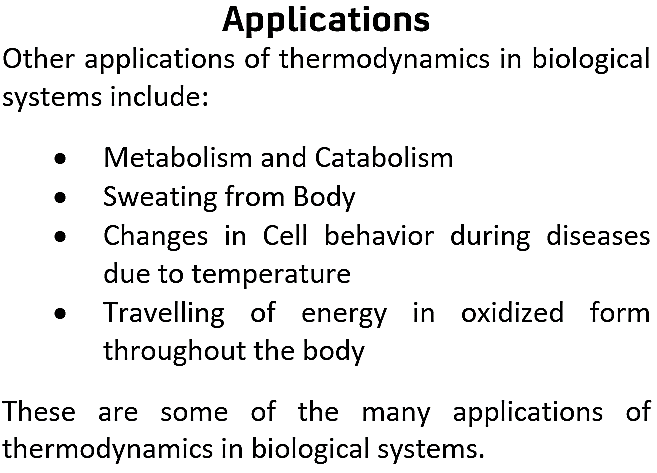 Applications
Other applications of thermodynamics in biological
systems include:
• Metabolism and Catabolism
• Sweating from Body
• Changes in Cell behavior during diseases
due to temperature
• Travelling of energy in oxidized form
throughout the body
These are some of the many applications of
thermodynamics in biological systems.